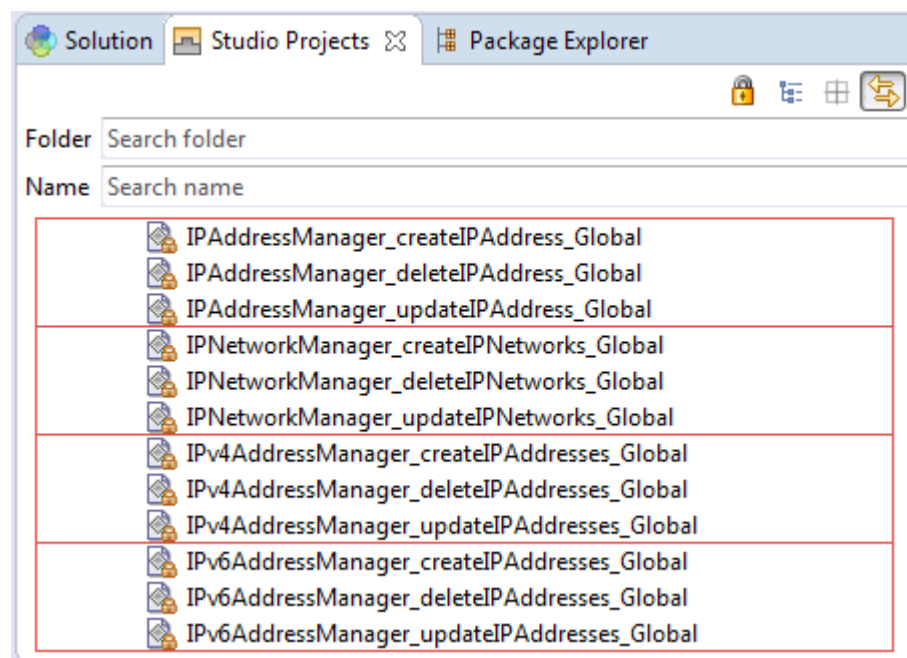 Solution Studio Projects Package Explorer
Folder Search folder
Name Search name
IPAddressManager_createIPAddress_Global
IPAddressManager_deleteIPAddress_Global
IPAddressManager_updateIPAddress_Global
IPNetworkManager_createIPNetworks_Global
IPNetworkManager_deleteIPNetworks_Global
IPNetworkManager_updateIPNetworks_Global
IPv4AddressManager_createIPAddresses_Global
IPv4AddressManager_deleteIPAddresses_Global
IPv4AddressManager_updateIPAddresses_Global
IPv6AddressManager_createIPAddresses_Global
IPv6AddressManager_deleteIPAddresses_Global
IPv6AddressManager_updateIPAddresses_Global